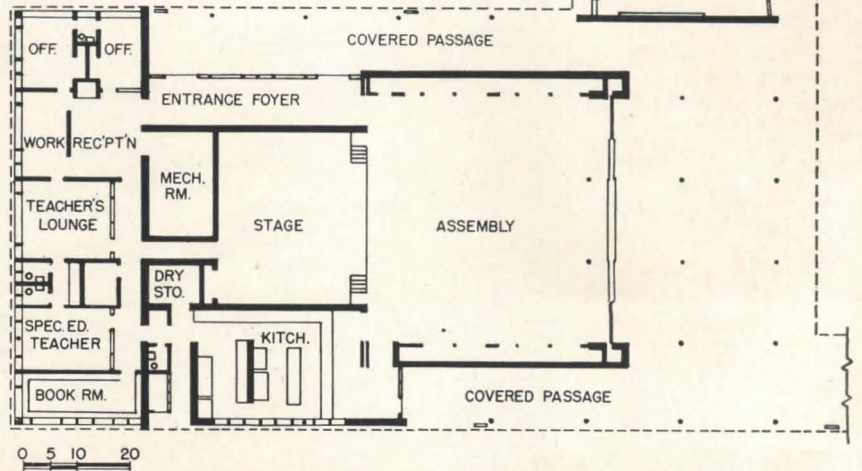 COVERED PASSAGE
OFF.
OFF.
ENTRANCE FOYER
WORK
REC'PT'N
MECH.
RM.
TEACHER'S
LOUNGE
STAGE
ASSEMBLY
DRY
STO.
SPEC. ED.
TEACHER
KITCH.
BOOK RM.
COVERED PASSAGE
0 5 10 20